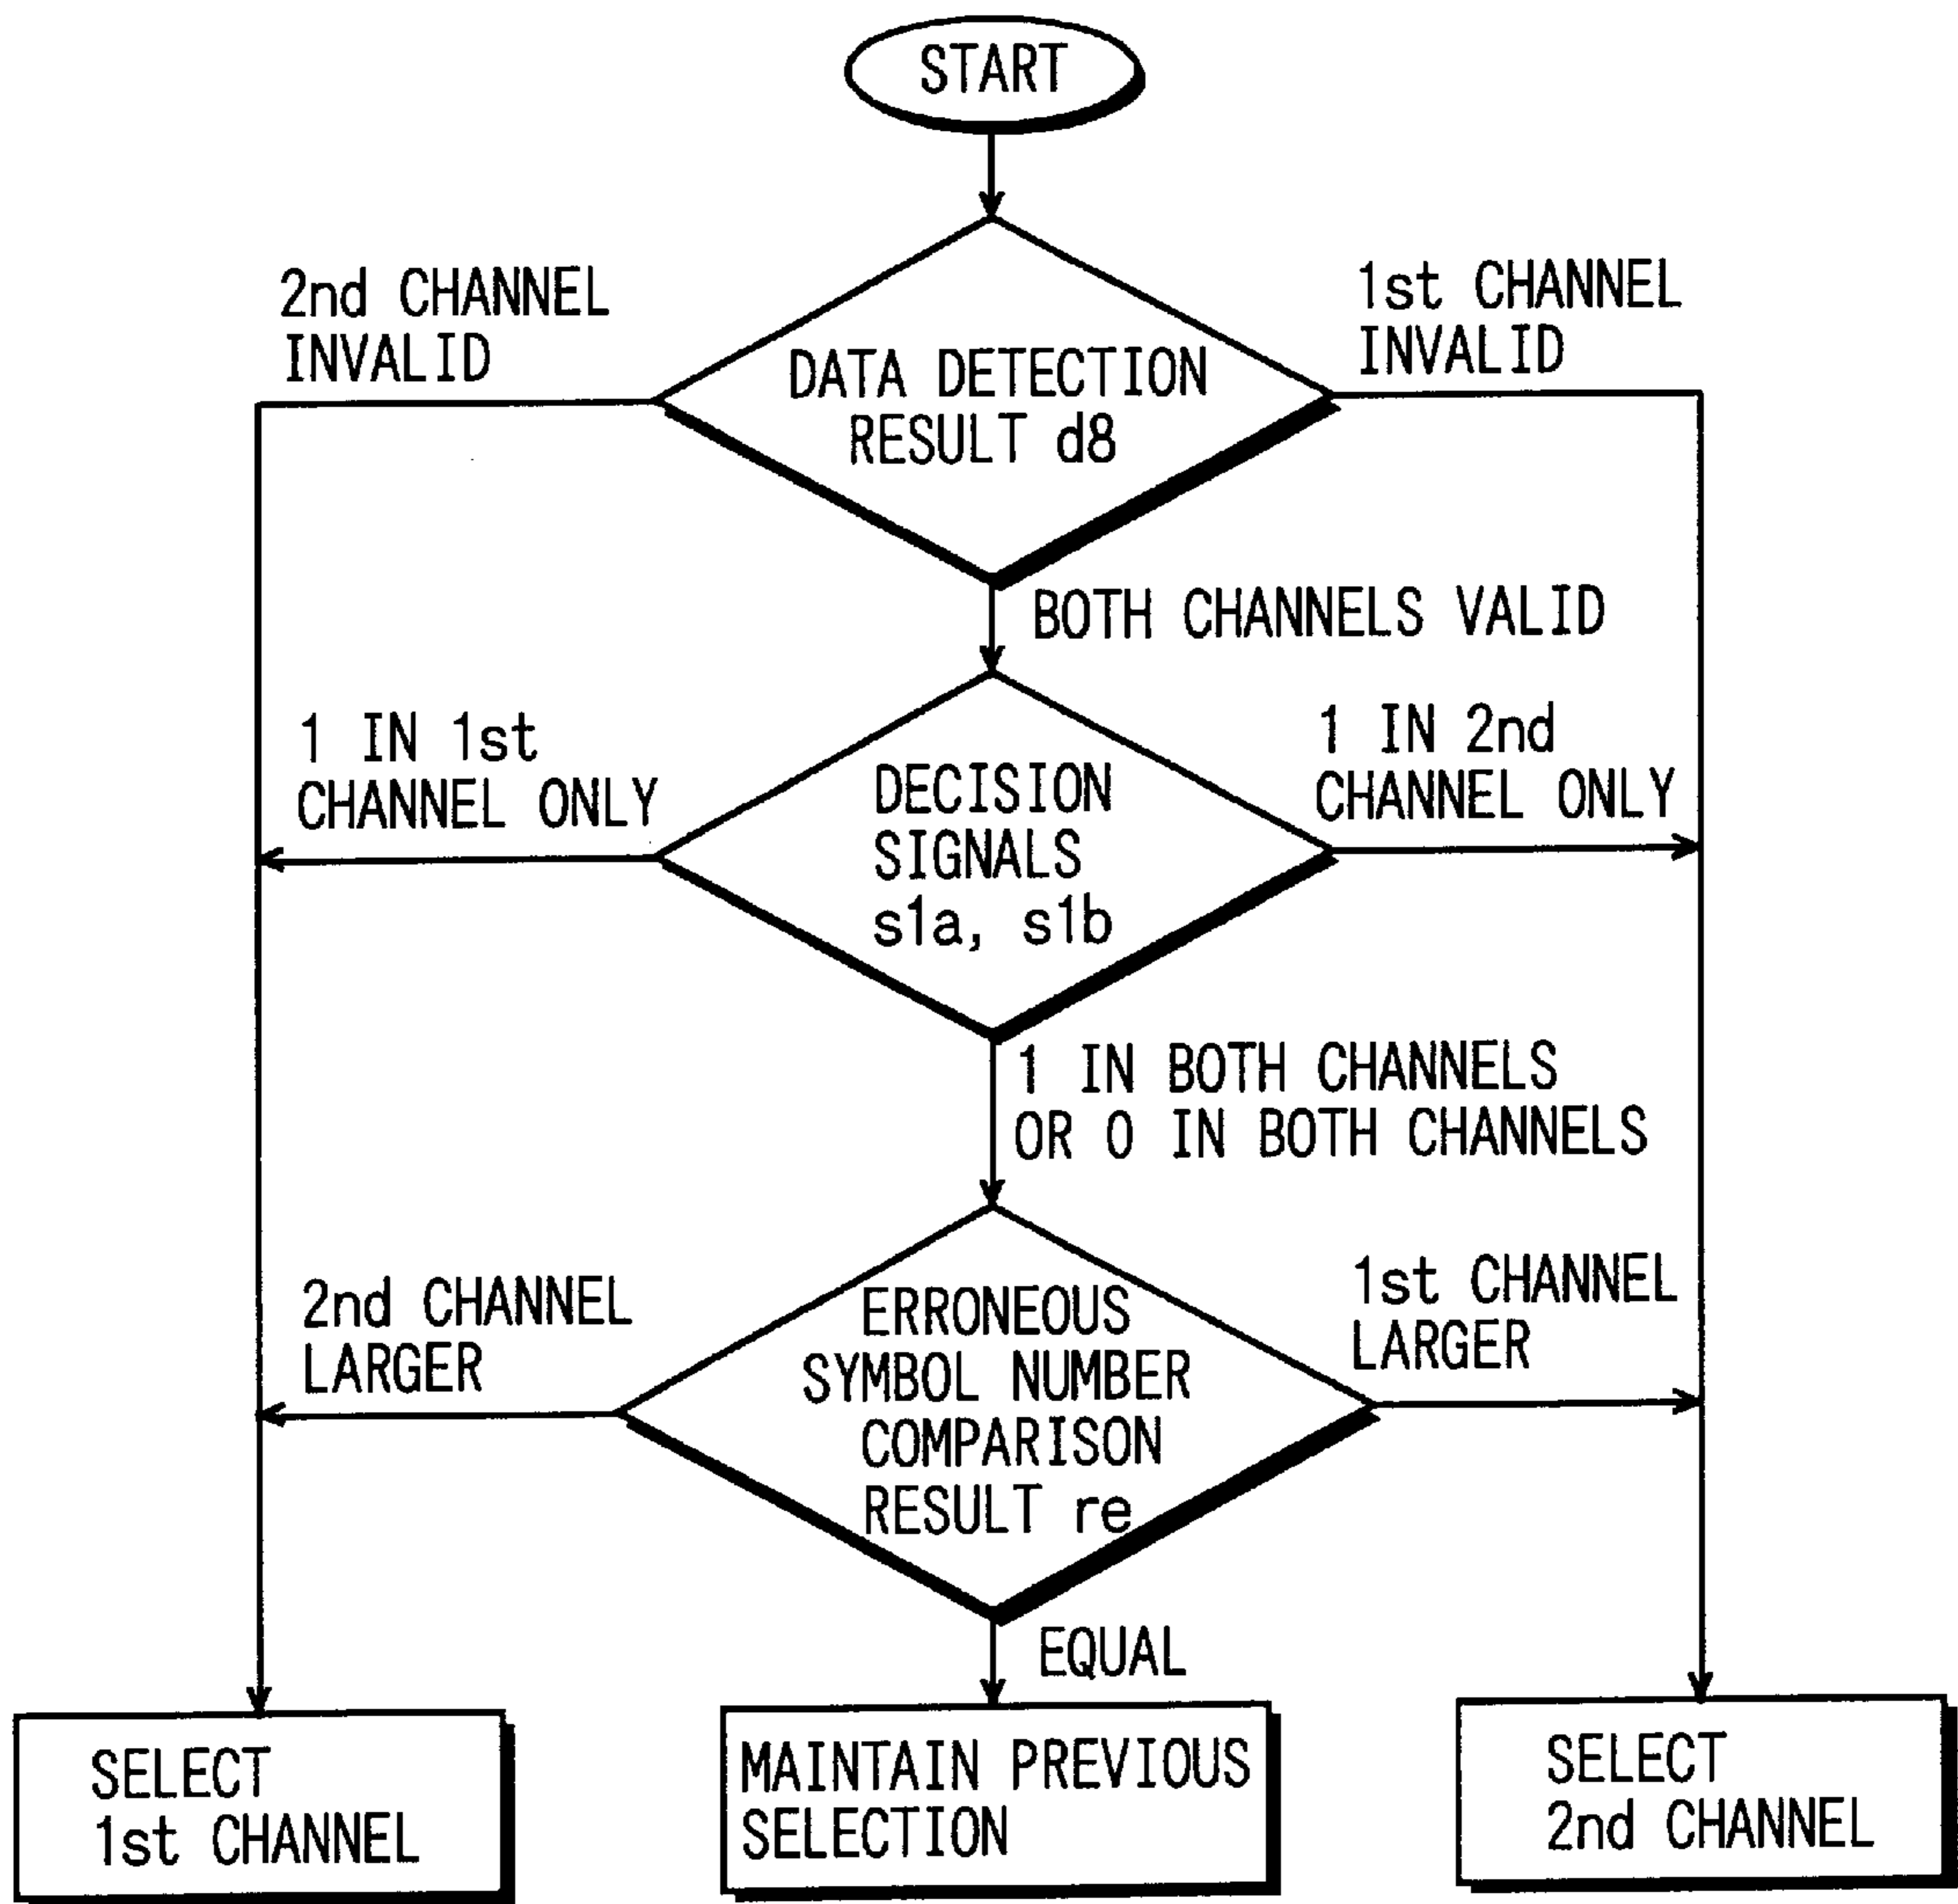 START
2nd CHANNEL
INVALID
1st CHANNEL
INVALID
DATA DETECTION
RESULT d8
BOTH CHANNELS VALID
1 IN 1st
CHANNEL ONLY
1 IN 2nd
CHANNEL ONLY
DECISION
SIGNALS
s1a, s1b
1 IN BOTH CHANNELS
OR 0 IN BOTH CHANNELS
2nd CHANNEL
LARGER
1st CHANNEL
LARGER
ERRONEOUS
SYMBOL NUMBER
COMPARISON
RESULT re
EQUAL
SELECT
1st CHANNEL
MAINTAIN PREVIOUS
SELECTION
SELECT
2nd CHANNEL